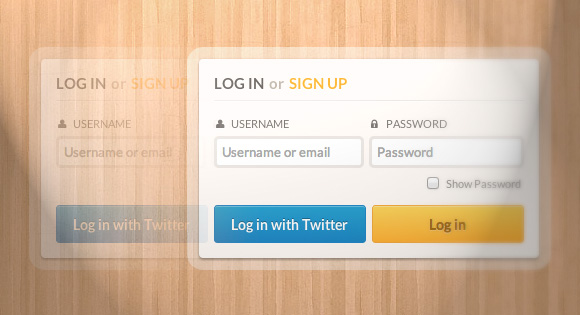 LOG IN or SIGN UP
USERNAME
Username or email
Log in with Twitter
LOG IN or SIGN UP
USERNAME PASSWORD
Username or email Password
Show Password
Log in with Twitter Log in